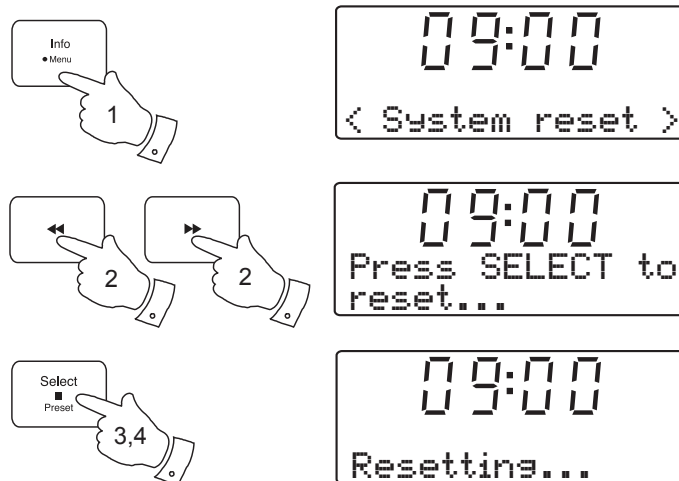 Info
• Menu
1
09:00
< System reset >
◀◀
▶▶
2
2
09:00
Press SELECT to
reset...
Select
■
Preset
3,4
09:00
Resetting...